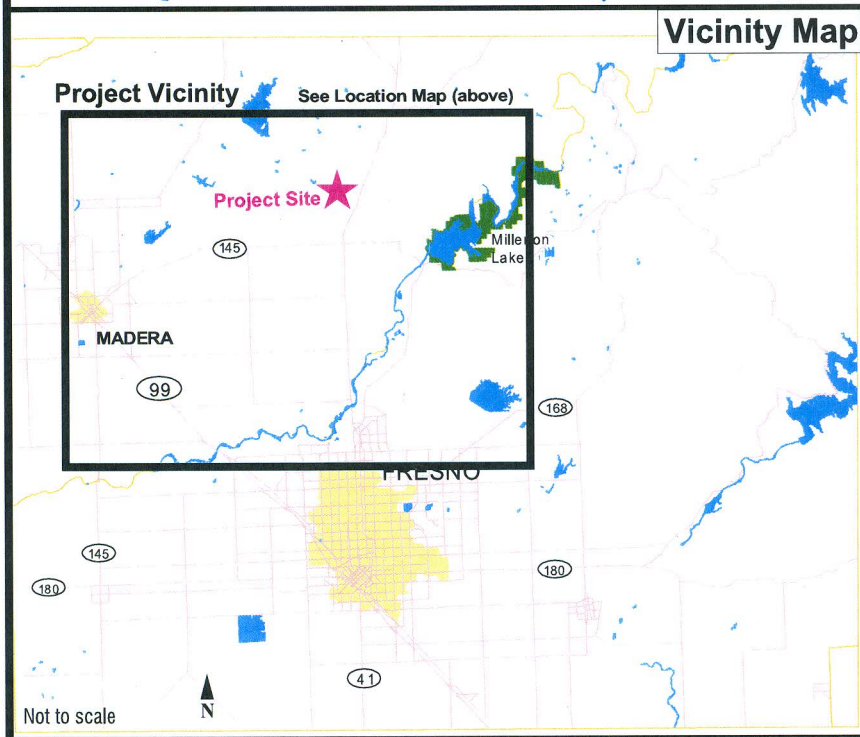 Vicinity Map
Project Vicinity
See Location Map (above)
Project Site
145
Millerton
Lake
MADERA
99
168
FRESNO
145
180
180
41
Not to scale
N